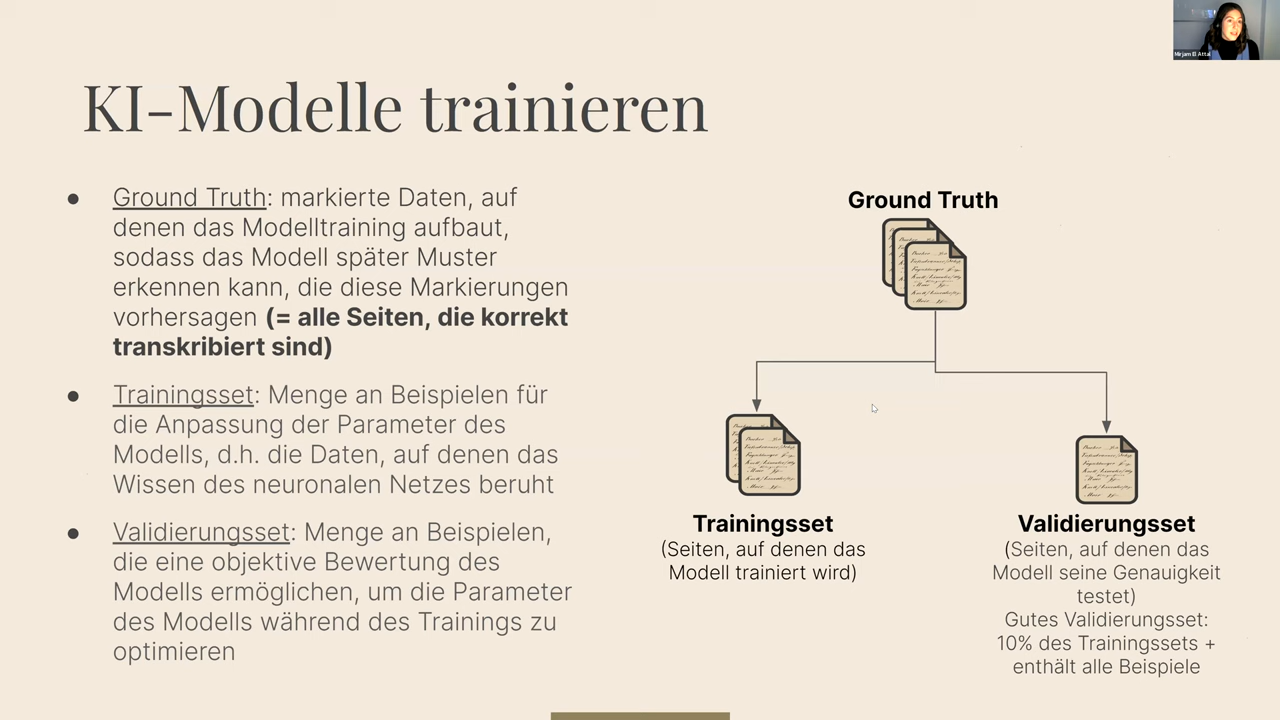 Mirjam El Attal
KI-Modelle trainieren
● Ground Truth: markierte Daten, auf
denen das Modelltraining aufbaut,
sodass das Modell später Muster
erkennen kann, die diese Markierungen
vorhersagen (= alle Seiten, die korrekt
transkribiert sind)
● Trainingsset: Menge an Beispielen für
die Anpassung der Parameter des
Modells, d.h. die Daten, auf denen das
Wissen des neuronalen Netzes beruht
● Validierungsset: Menge an Beispielen,
die eine objektive Bewertung des
Modells ermöglichen, um die Parameter
des Modells während des Trainings zu
optimieren
Ground Truth
Trainingsset
(Seiten, auf denen das
Modell trainiert wird)
Validierungsset
(Seiten, auf denen das
Modell seine Genauigkeit
testet)
Gutes Validierungsset:
10% des Trainingssets +
enthält alle Beispiele